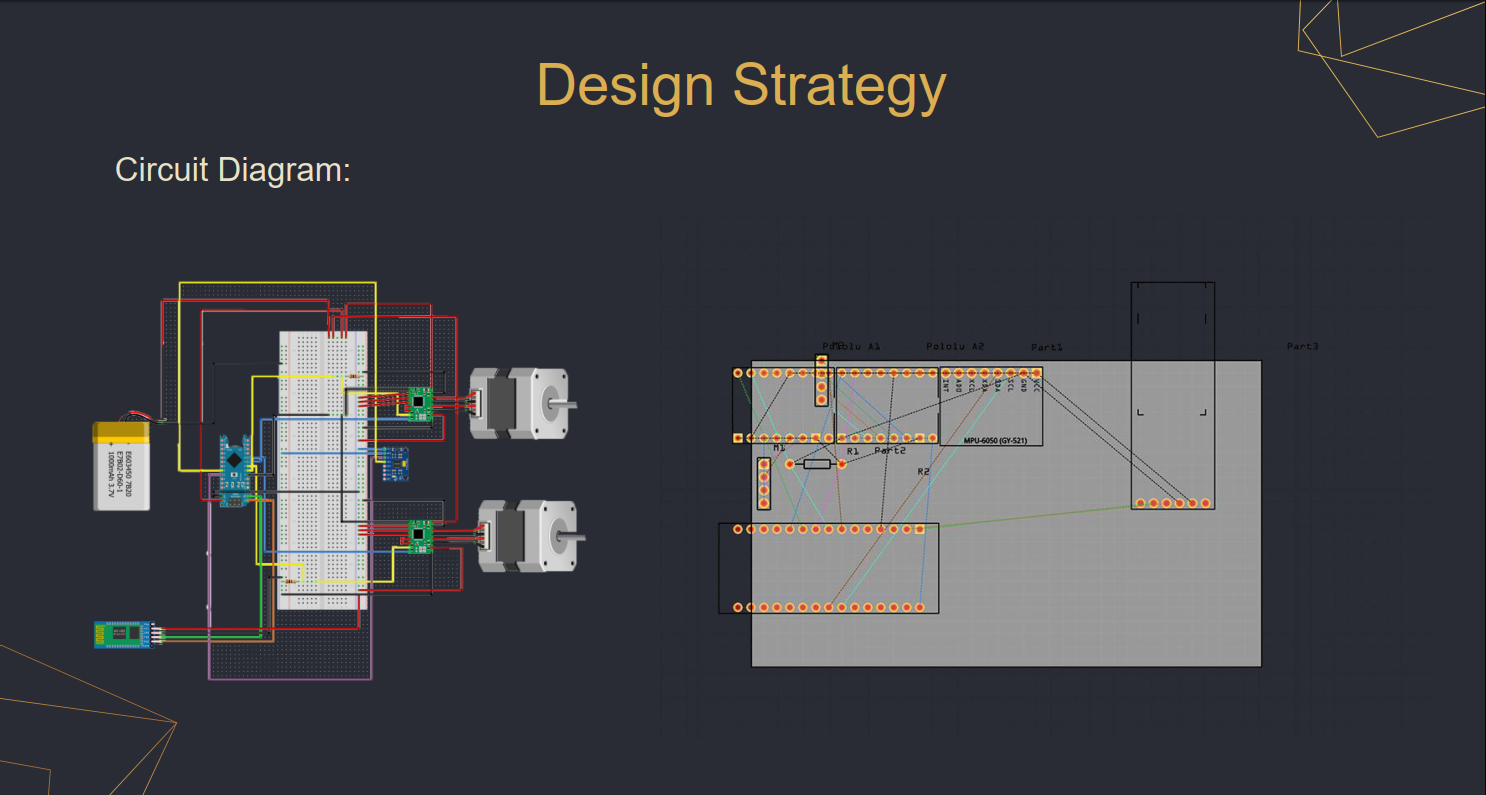 Design Strategy
Circuit Diagram:
E603450 7B20
E7B02-D60-1
1000mAh 3.7V
Pololu A1
Pololu A2
Part1
Part3
INT
AD0
XCL
XDA
SDA
SCL
GND
VCC
MPU-6050 (GY-521)
M1
R1
Part2
R2